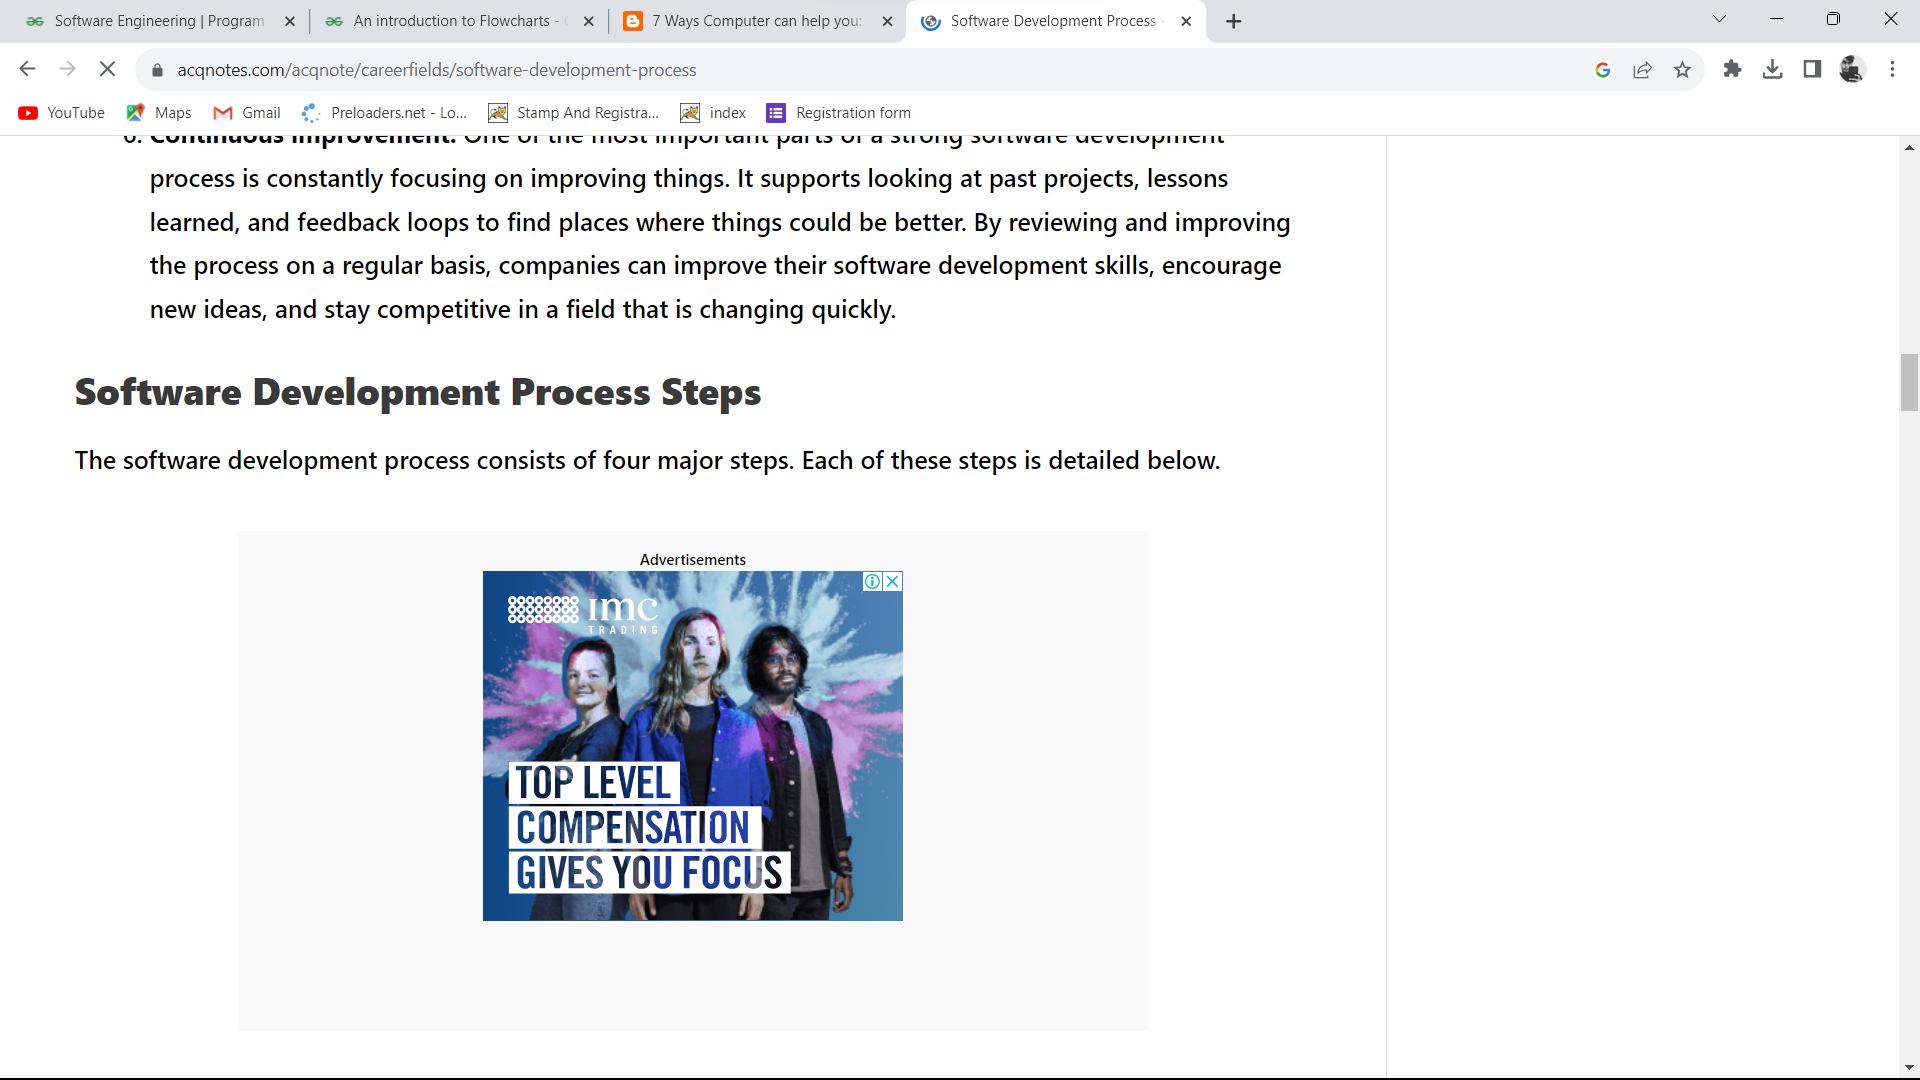 Software Engineering | Program
An introduction to Flowcharts -
7 Ways Computer can help you:
Software Development Process
acqnotes.com/acqnote/careerfields/software-development-process
YouTube
Maps
Gmail
Preloaders.net - Lo...
Stamp And Registra...
index
Registration form
6. Continuous Improvement: One of the most important parts of a strong software development
process is constantly focusing on improving things. It supports looking at past projects, lessons
learned, and feedback loops to find places where things could be better. By reviewing and improving
the process on a regular basis, companies can improve their software development skills, encourage
new ideas, and stay competitive in a field that is changing quickly.
Software Development Process Steps
The software development process consists of four major steps. Each of these steps is detailed below.
Advertisements
imc
TRADING
TOP LEVEL
COMPENSATION
GIVES YOU FOCUS